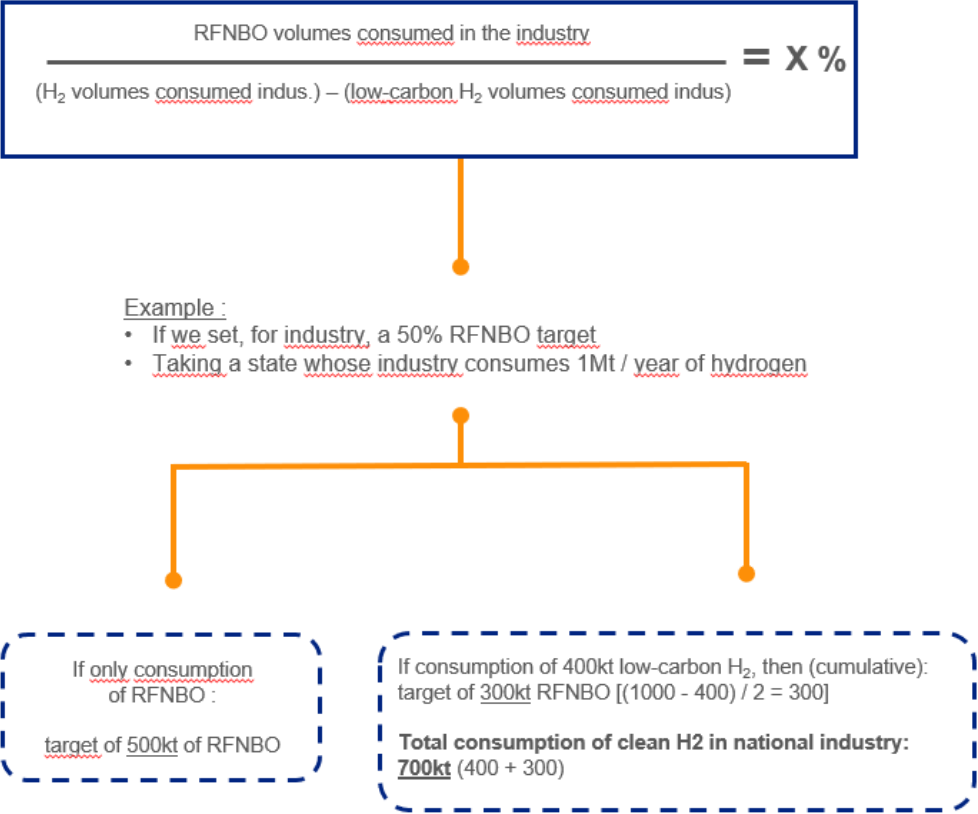 RFNBO volumes consumed in the industry
= X %
(H₂ volumes consumed indus.) – (low-carbon H₂ volumes consumed indus)
Example :
• If we set, for industry, a 50% RFNBO target
• Taking a state whose industry consumes 1Mt / year of hydrogen
If only consumption
of RFNBO :
target of 500kt of RFNBO
If consumption of 400kt low-carbon H₂, then (cumulative):
target of 300kt RFNBO [(1000 - 400) / 2 = 300]
Total consumption of clean H2 in national industry:
700kt (400 + 300)